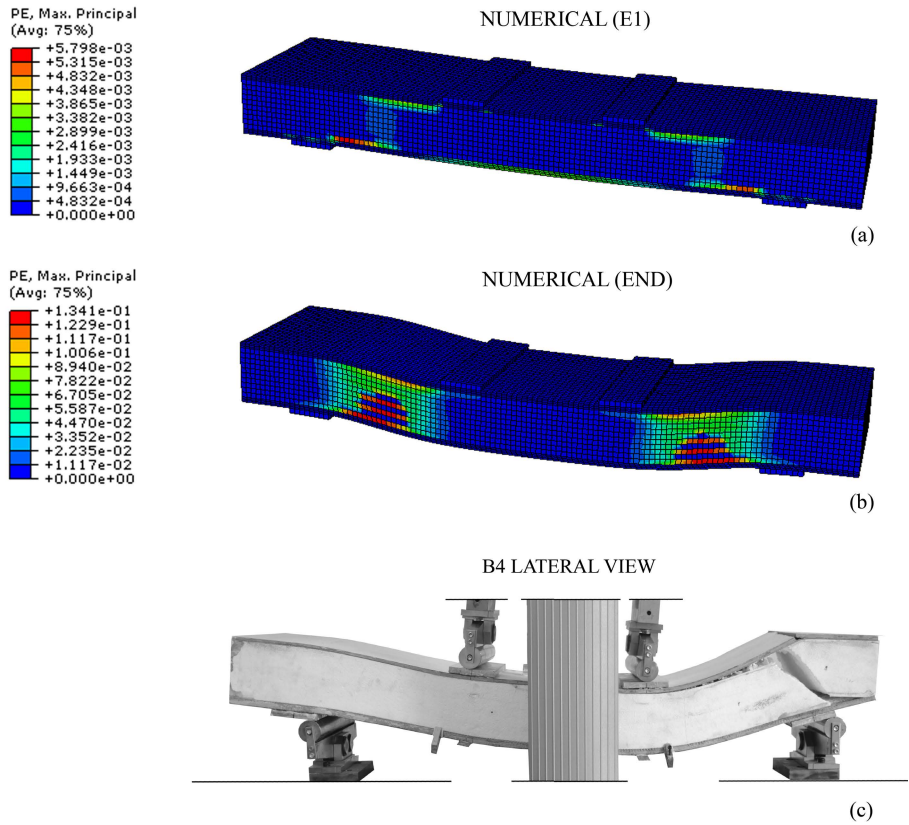 NUMERICAL (E1)
PE, Max. Principal
(Avg: 75%)
+5.798e-03
+5.315e-03
+4.832e-03
+4.348e-03
+3.865e-03
+3.382e-03
+2.899e-03
+2.416e-03
+1.933e-03
+1.449e-03
+9.663e-04
+4.832e-04
+0.000e+00
(a)
NUMERICAL (END)
PE, Max. Principal
(Avg: 75%)
+1.341e-01
+1.229e-01
+1.117e-01
+1.006e-01
+8.940e-02
+7.822e-02
+6.705e-02
+5.587e-02
+4.470e-02
+3.352e-02
+2.235e-02
+1.117e-02
+0.000e+00
(b)
B4 LATERAL VIEW
(c)